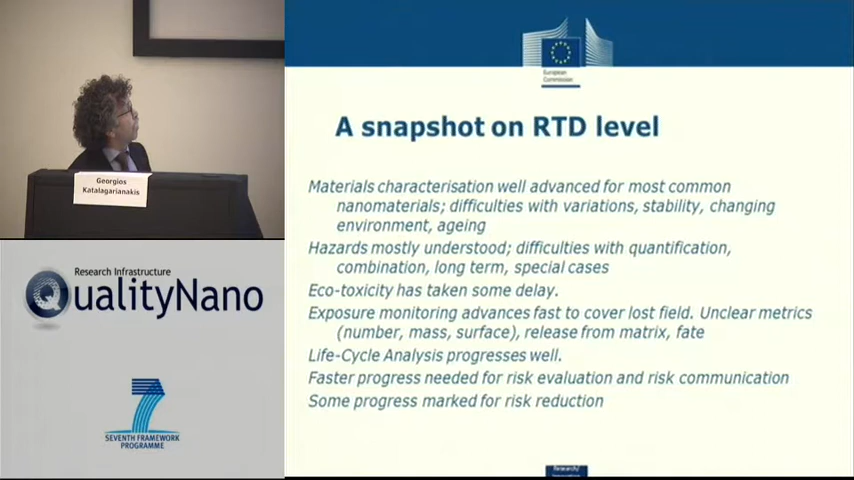 Georgios
Katalagarianakis
Research Infrastructure
QualityNano
SEVENTH FRAMEWORK
PROGRAMME
European
Commission
A snapshot on RTD level
Materials characterisation well advanced for most common
nanomaterials; difficulties with variations, stability, changing
environment, ageing
Hazards mostly understood; difficulties with quantification,
combination, long term, special cases
Eco-toxicity has taken some delay.
Exposure monitoring advances fast to cover lost field. Unclear metrics
(number, mass, surface), release from matrix, fate
Life-Cycle Analysis progresses well.
Faster progress needed for risk evaluation and risk communication
Some progress marked for risk reduction